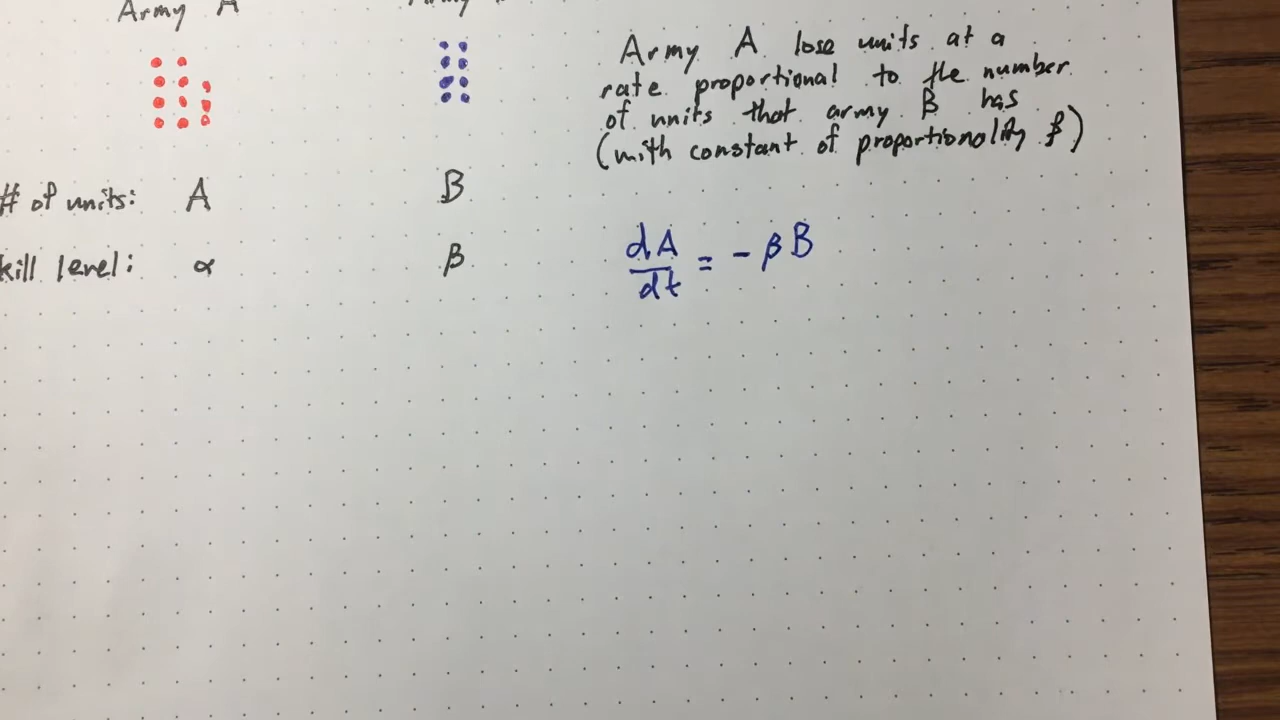 Army A
Army
Army A lose units at a
rate proportional to the number
of units that army B has
(with constant of proportionality β)
# of units: A B
kill level: α β
dA/dt = - β B